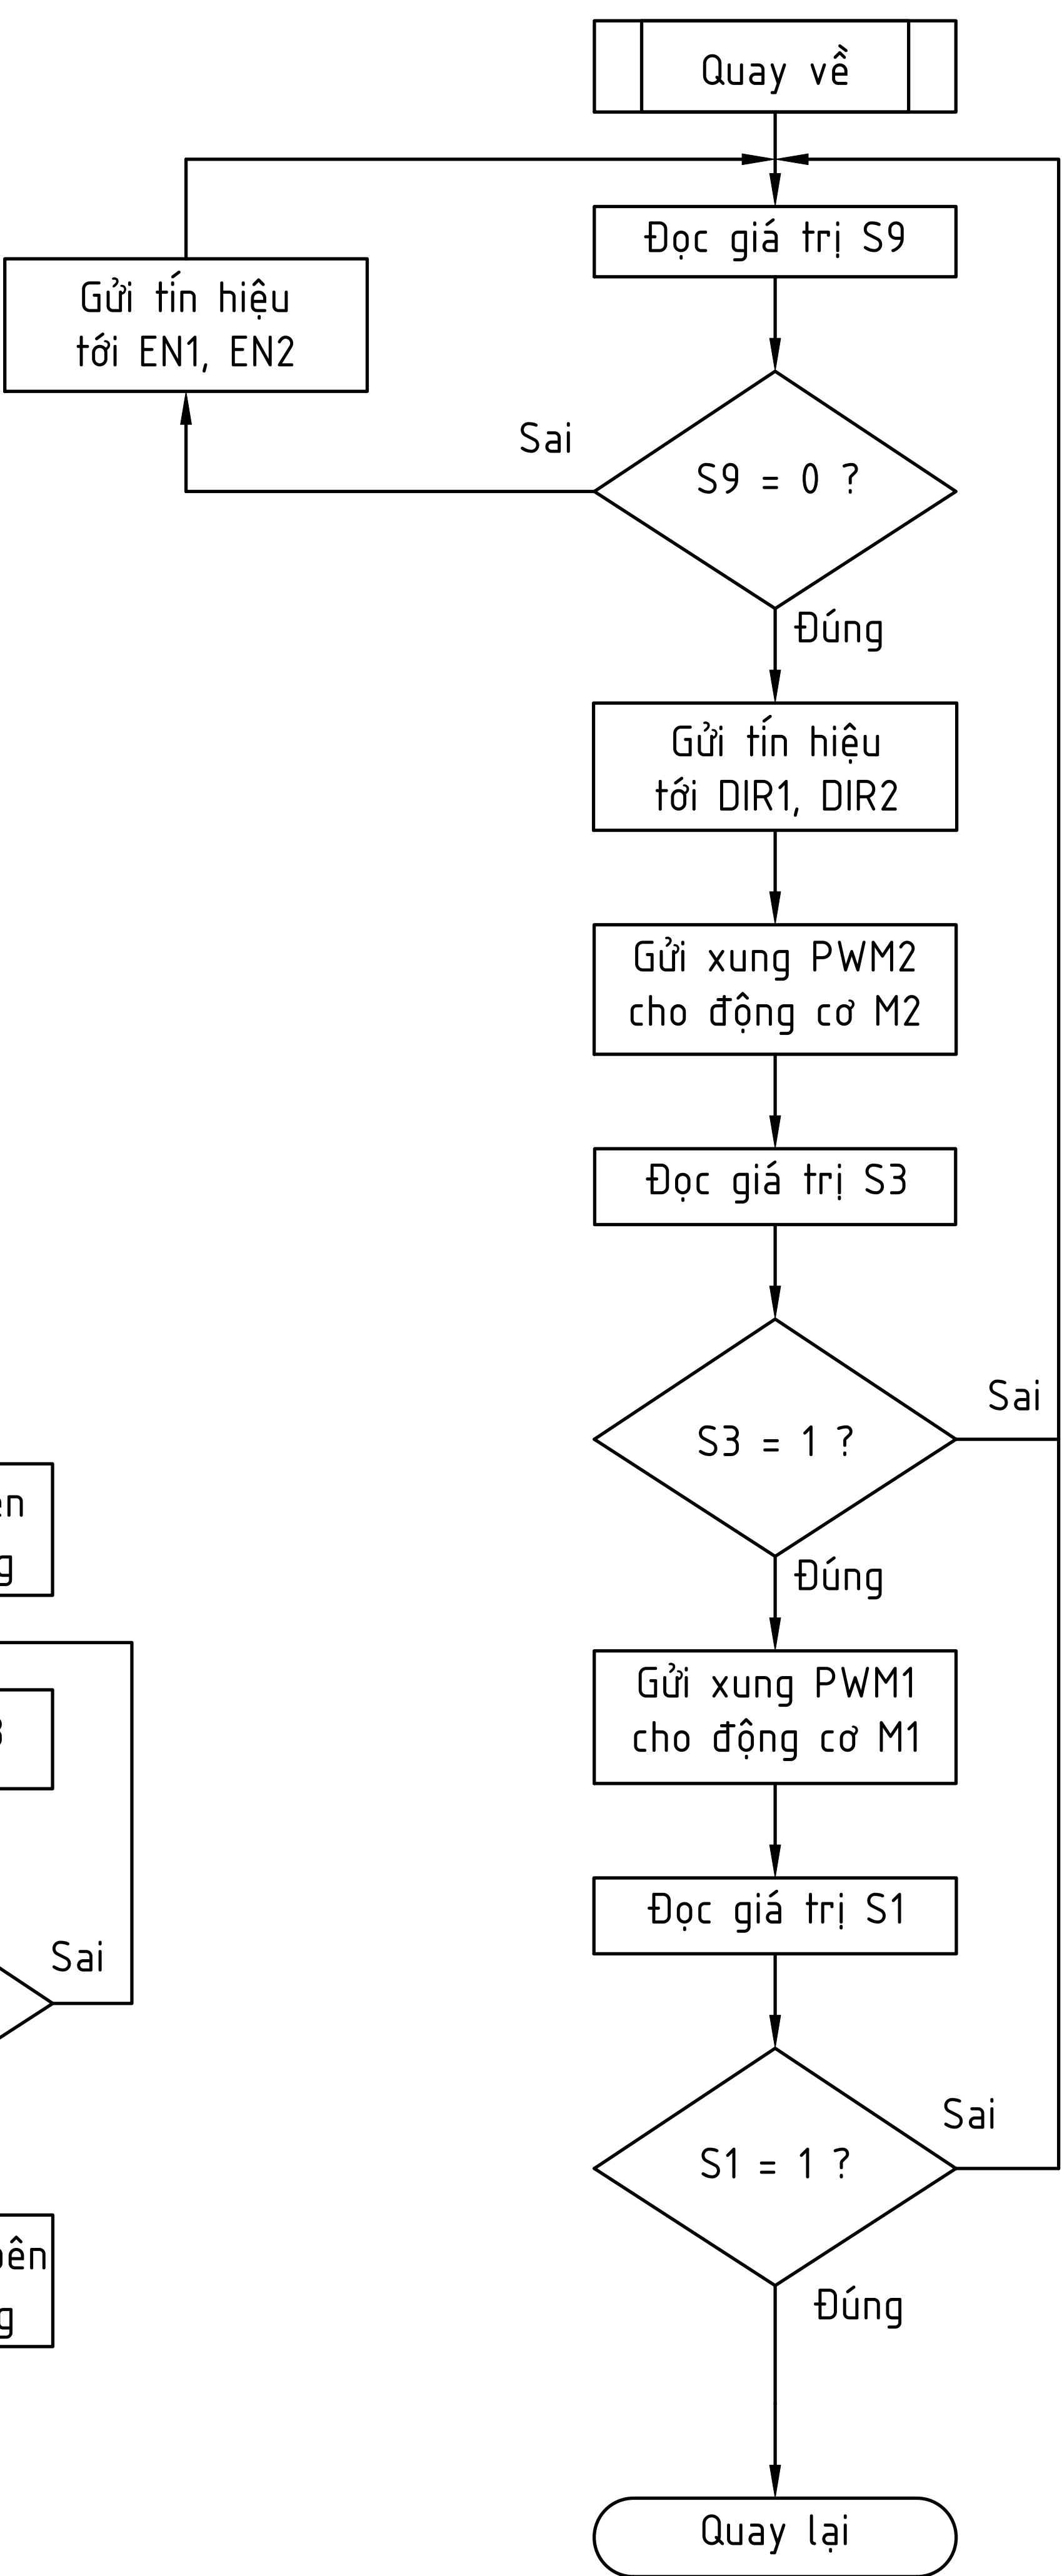 Quay về
Đọc giá trị S9
Gửi tín hiệu
tới EN1, EN2
Sai
S9 = 0 ?
Đúng
Gửi tín hiệu
tới DIR1, DIR2
Gửi xung PWM2
cho động cơ M2
Đọc giá trị S3
Sai
S3 = 1 ?
Đúng
Gửi xung PWM1
cho động cơ M1
Đọc giá trị S1
Sai
Sai
S1 = 1 ?
Đúng
Quay lại